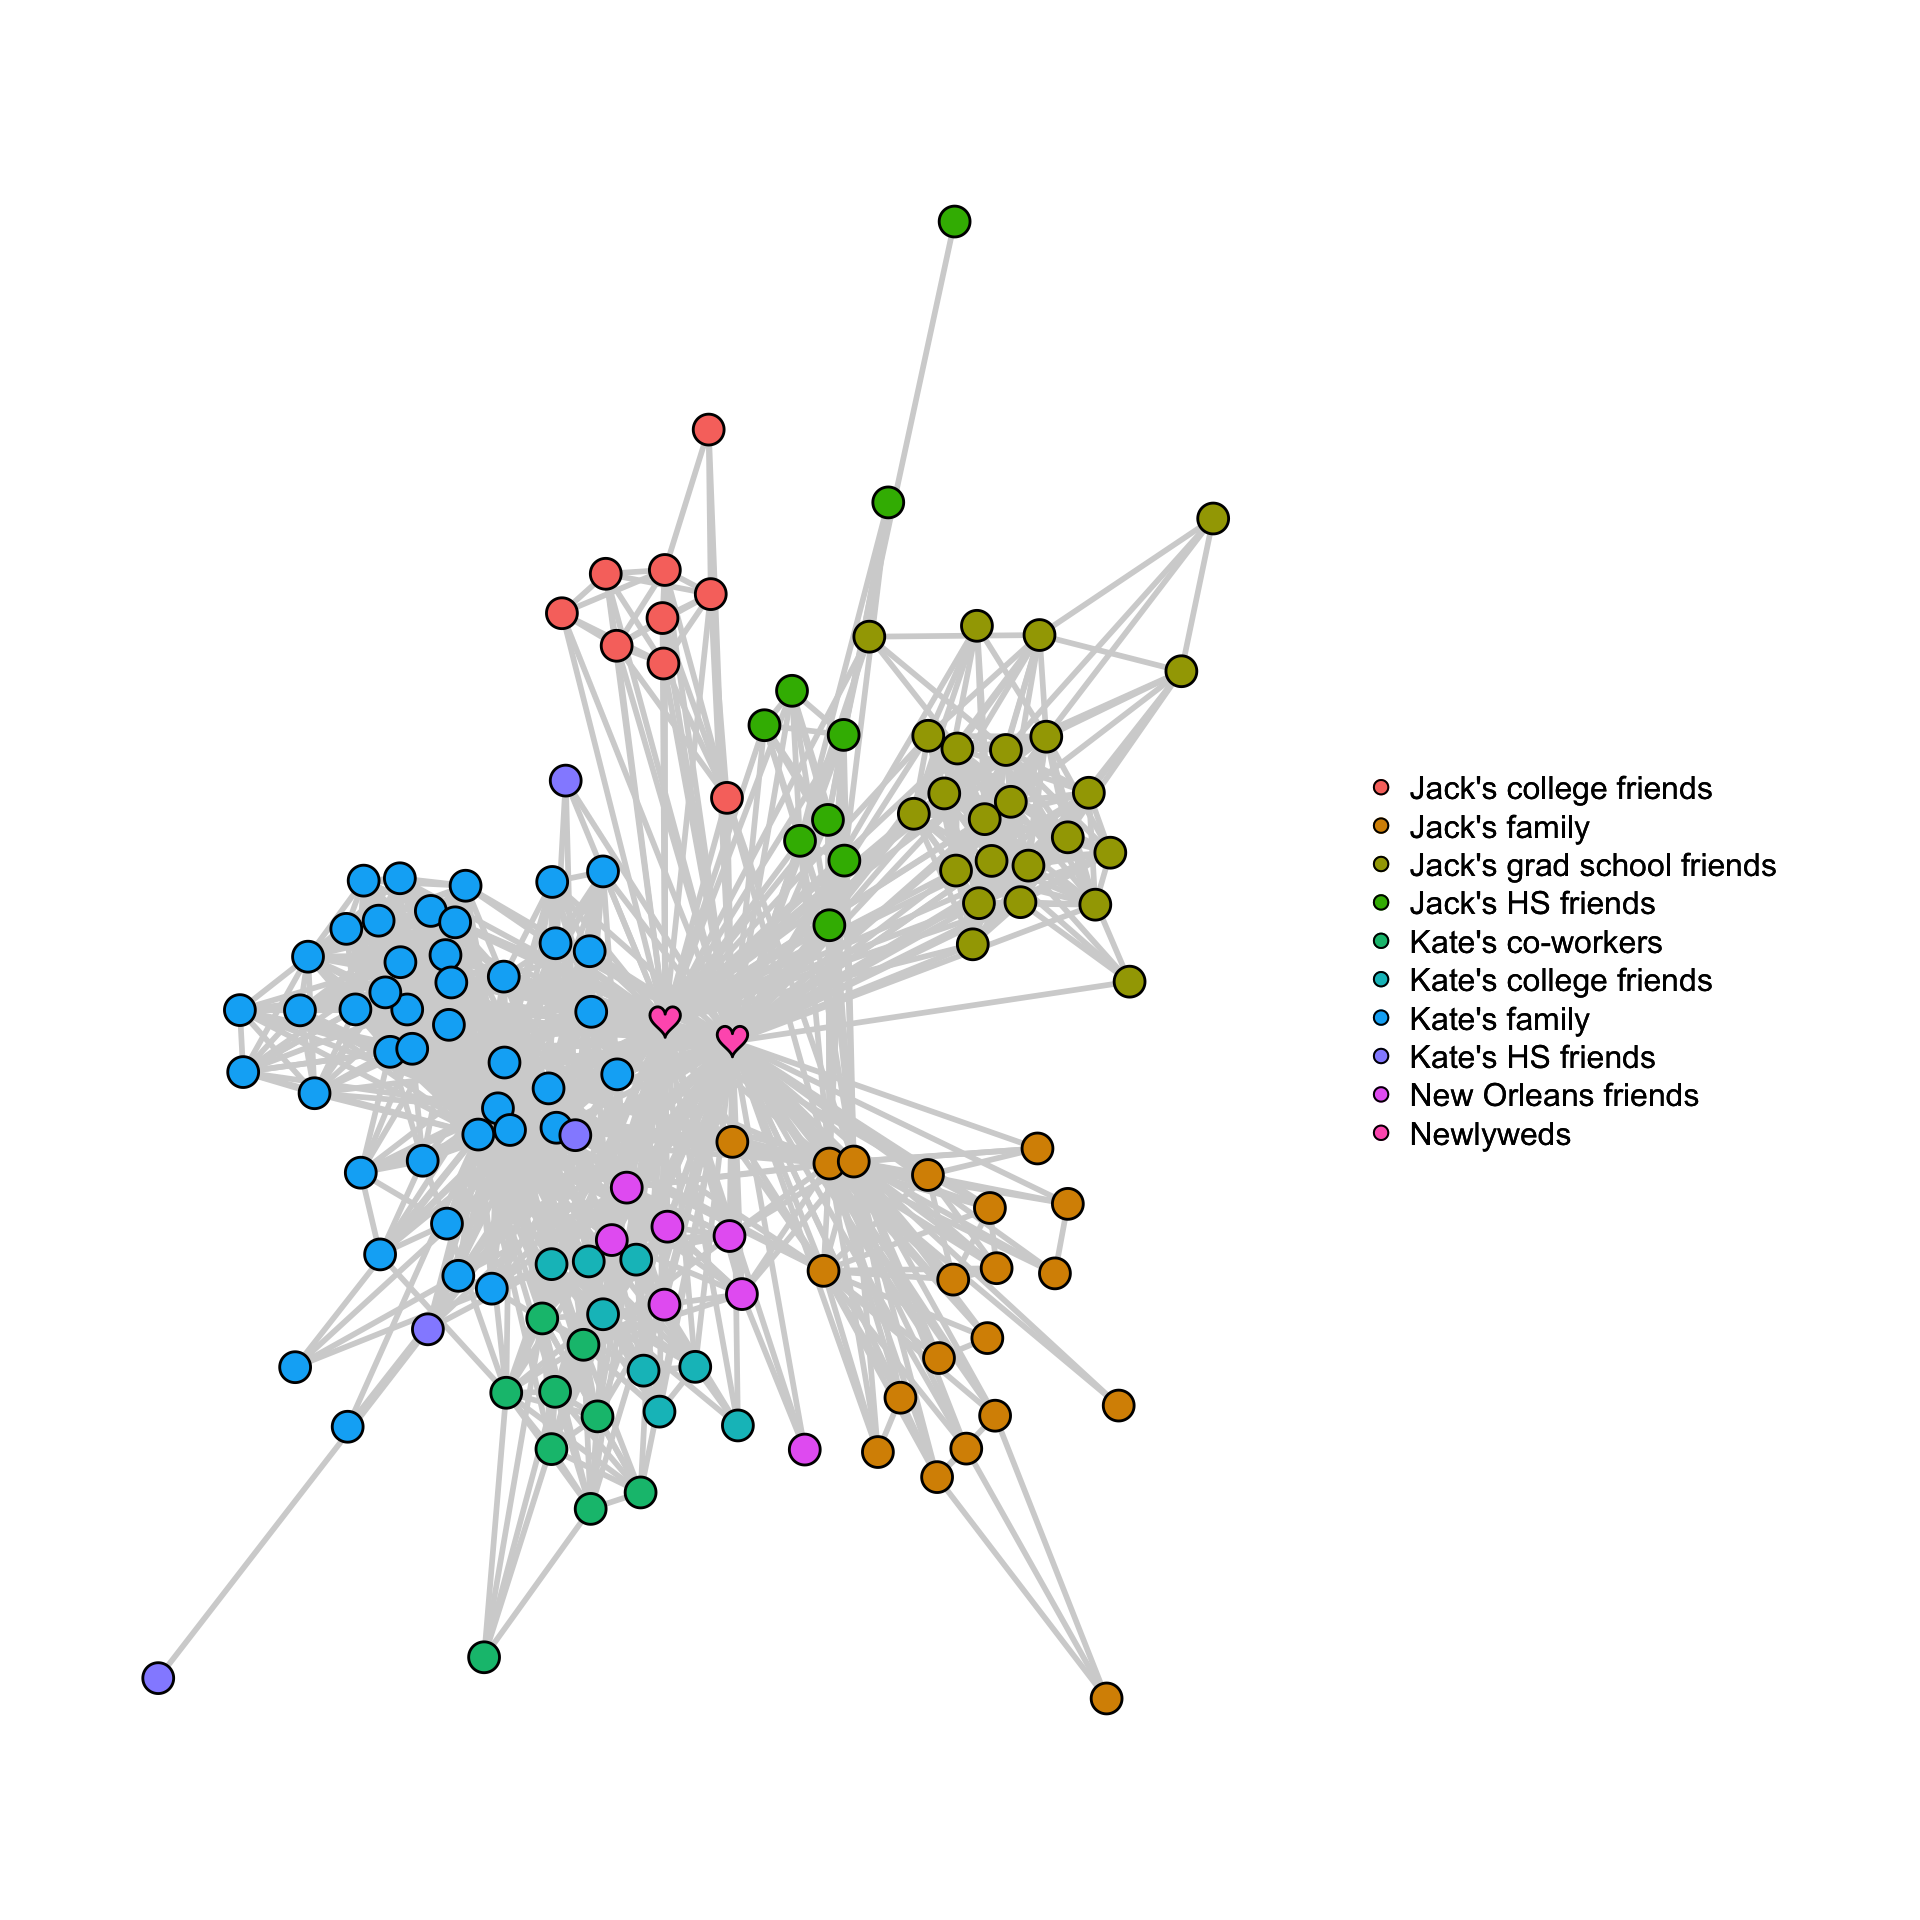 Jack's college friends
Jack's family
Jack's grad school friends
Jack's HS friends
Kate's co-workers
Kate's college friends
Kate's family
Kate's HS friends
New Orleans friends
Newlyweds